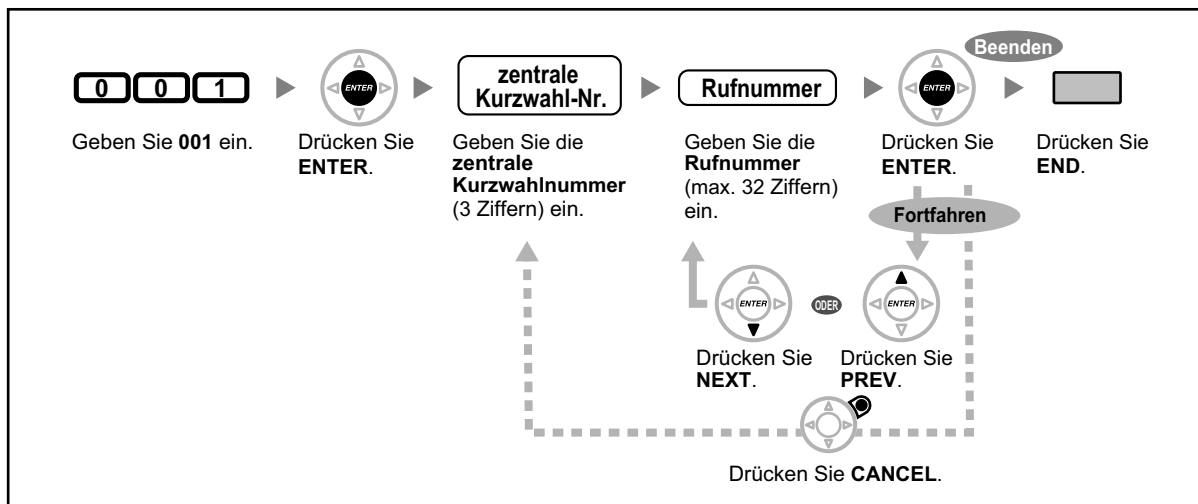 Beenden
0 0 1
ENTER
zentrale
Kurzwahl-Nr.
Rufnummer
ENTER
Geben Sie 001 ein.
Drücken Sie
ENTER.
Geben Sie die
zentrale
Kurzwahlnummer
(3 Ziffern) ein.
Geben Sie die
Rufnummer
(max. 32 Ziffern)
ein.
Drücken Sie
ENTER.
Drücken Sie
END.
Fortfahren
ENTER
ODER
ENTER
Drücken Sie
NEXT.
Drücken Sie
PREV.
Drücken Sie CANCEL.